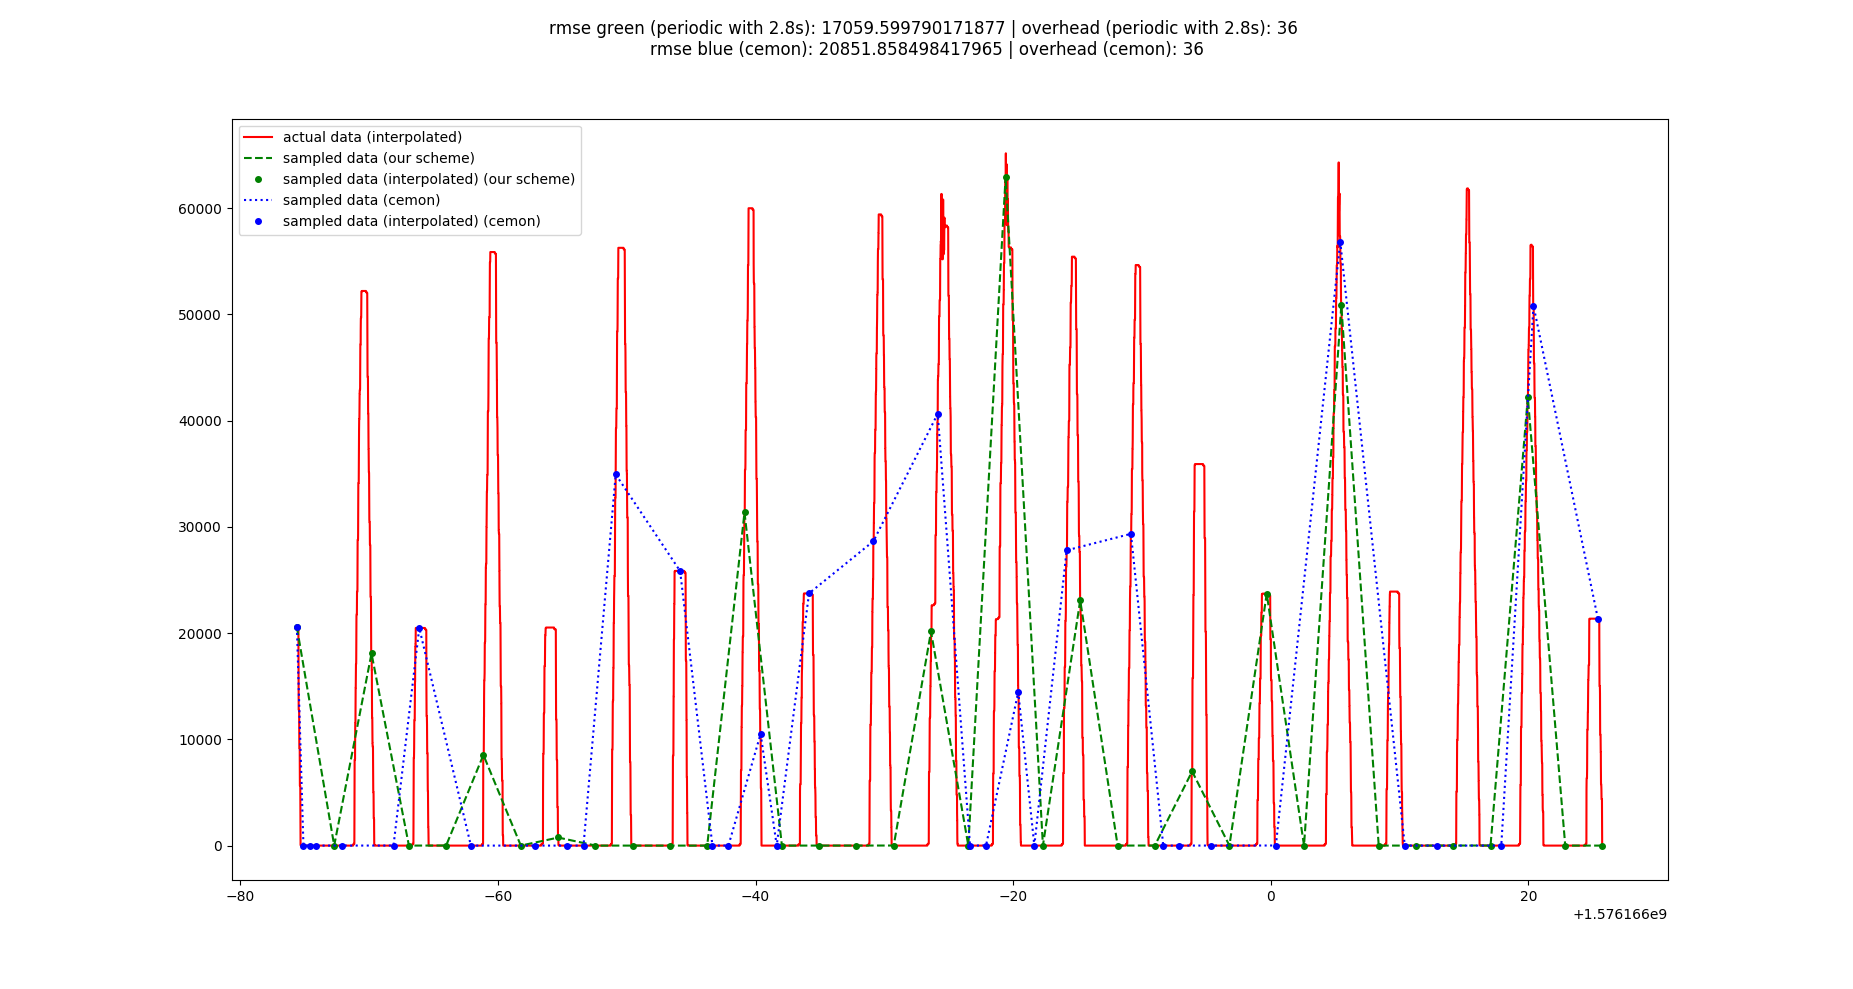 rmse green (periodic with 2.8s): 17059.599790171877 | overhead (periodic with 2.8s): 36
rmse blue (cemon): 20851.858498417965 | overhead (cemon): 36
actual data (interpolated)
sampled data (our scheme)
sampled data (interpolated) (our scheme)
sampled data (cemon)
sampled data (interpolated) (cemon)
60000
50000
40000
30000
20000
10000
0
−80 −60 −40 −20 0 20
+1.576166e9